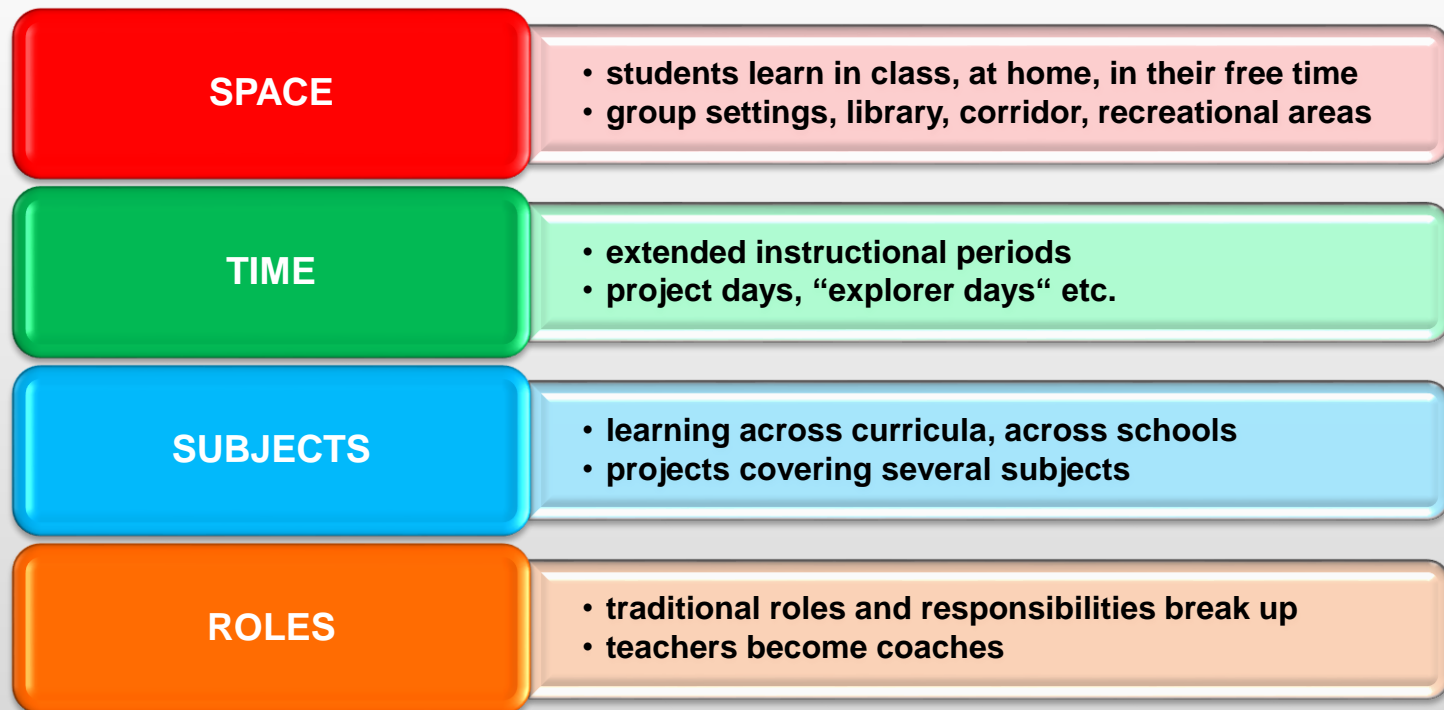 SPACE
• students learn in class, at home, in their free time
• group settings, library, corridor, recreational areas
TIME
• extended instructional periods
• project days, “explorer days“ etc.
SUBJECTS
• learning across curricula, across schools
• projects covering several subjects
ROLES
• traditional roles and responsibilities break up
• teachers become coaches